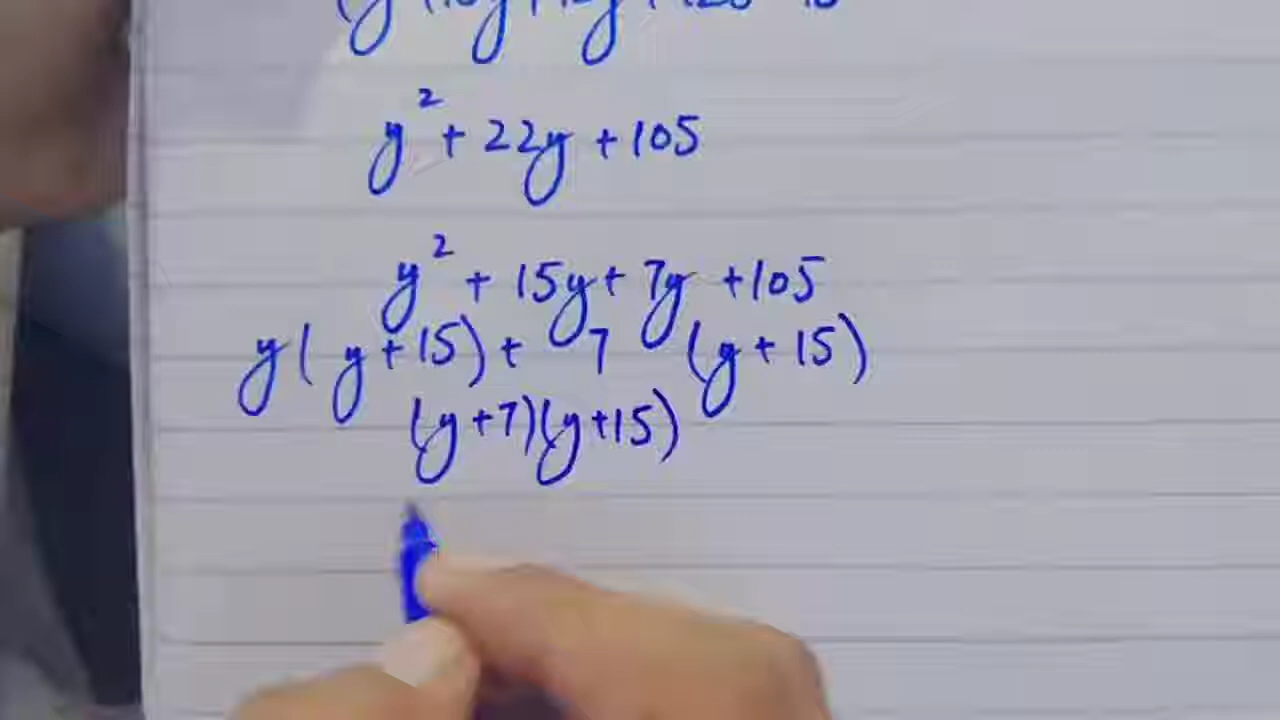 y² + 22y + 105
y² + 15y + 7y + 105
y(y+15) + 7 (y+15)
(y+7)(y+15)